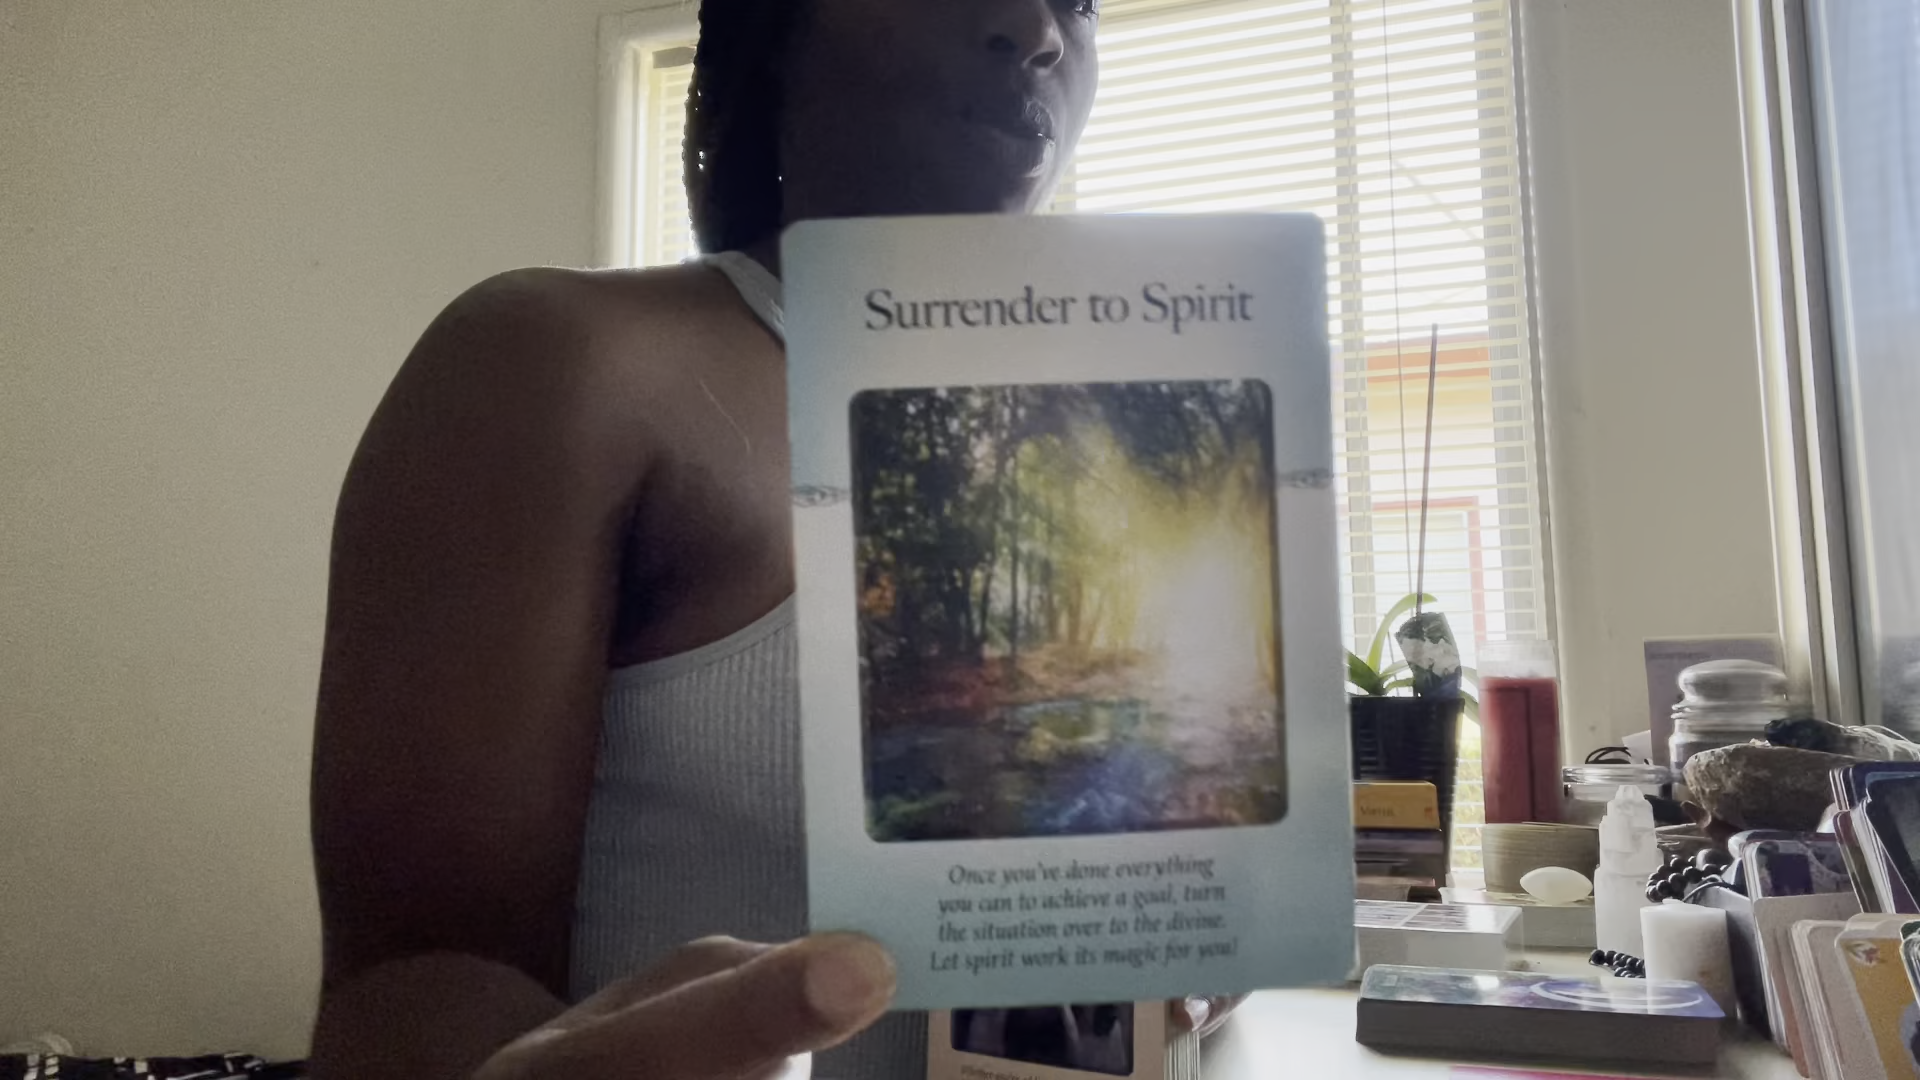 Surrender to Spirit
Once you've done everything
you can to achieve a goal, turn
the situation over to the divine.
Let spirit work its magic for you!